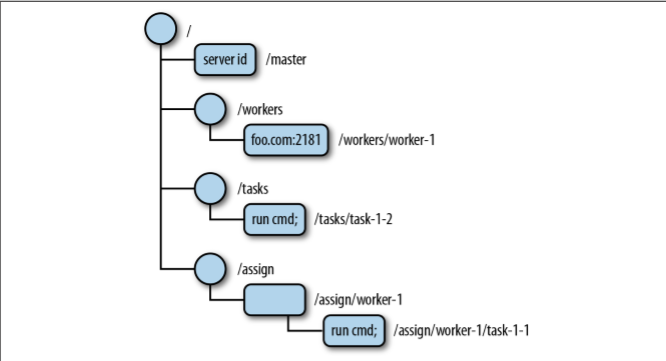 /
server id /master
/workers
foo.com:2181 /workers/worker-1
/tasks
run cmd; /tasks/task-1-2
/assign
/assign/worker-1
run cmd; /assign/worker-1/task-1-1